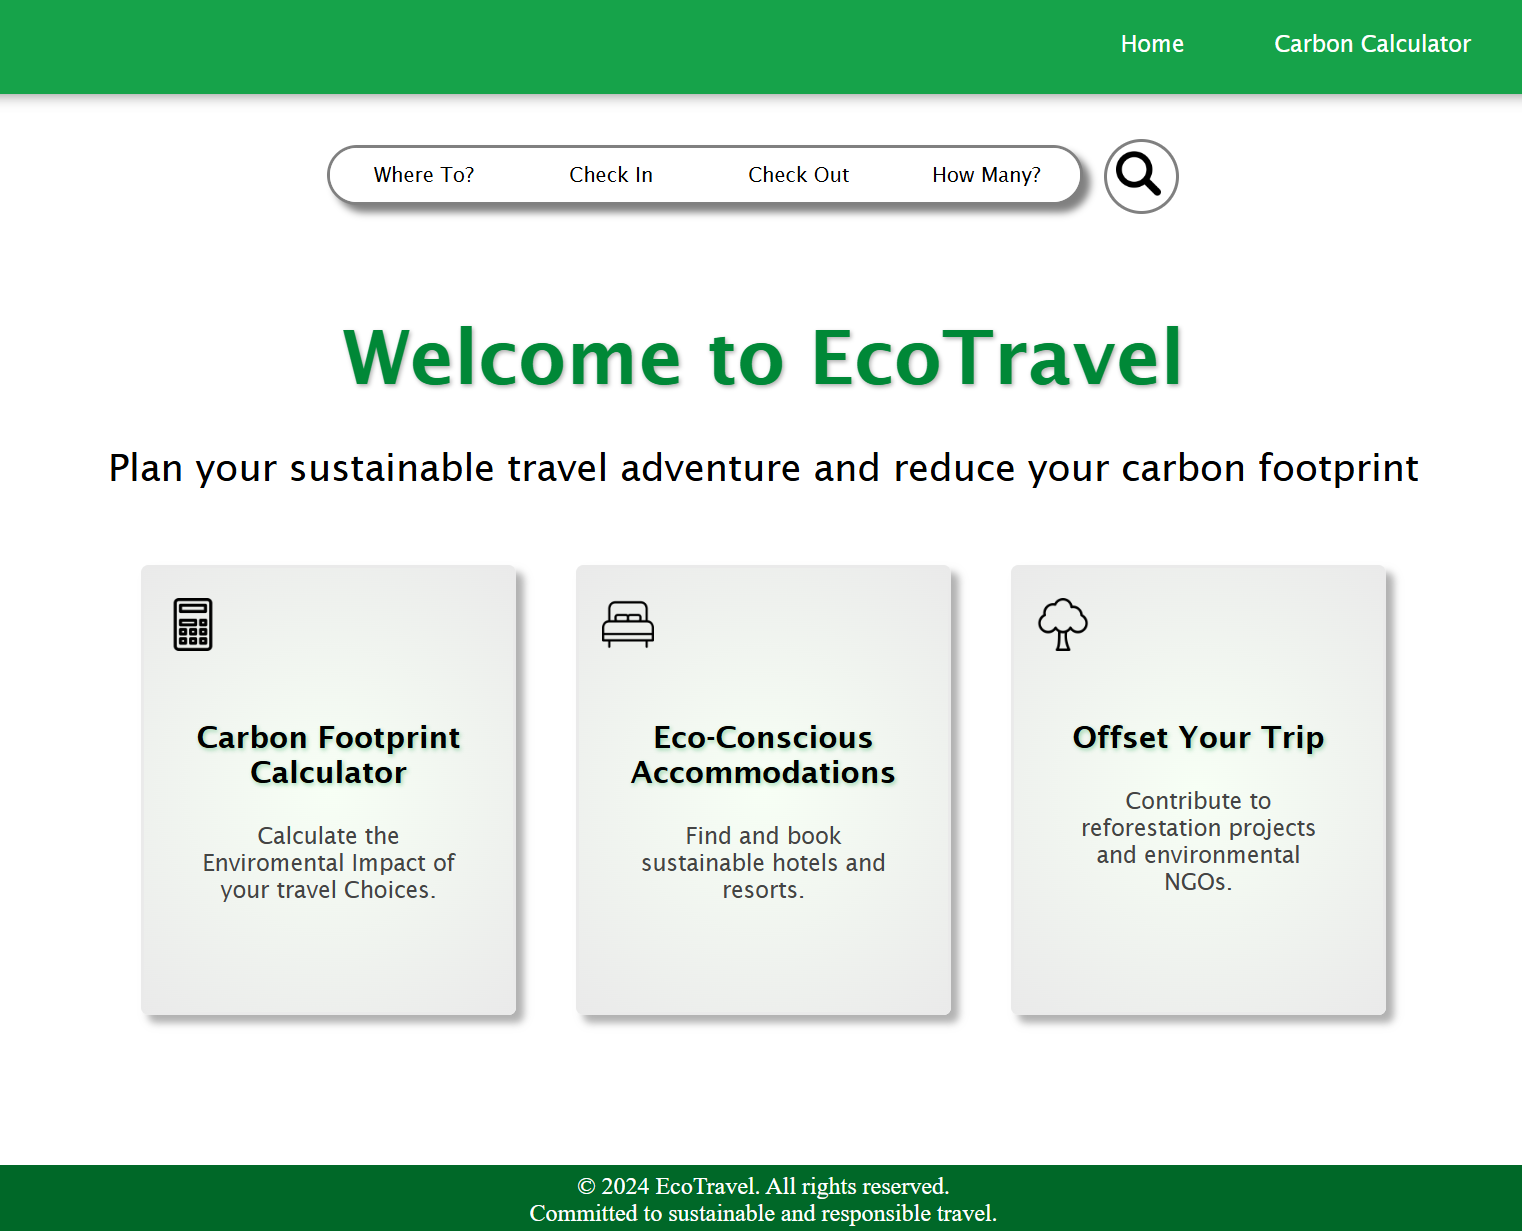 Home Carbon Calculator
Where To? Check In Check Out How Many?
Welcome to EcoTravel
Plan your sustainable travel adventure and reduce your carbon footprint
Carbon Footprint
Calculator
Calculate the
Enviromental Impact of
your travel Choices.
Eco-Conscious
Accommodations
Find and book
sustainable hotels and
resorts.
Offset Your Trip
Contribute to
reforestation projects
and environmental
NGOs.
© 2024 EcoTravel. All rights reserved.
Committed to sustainable and responsible travel.